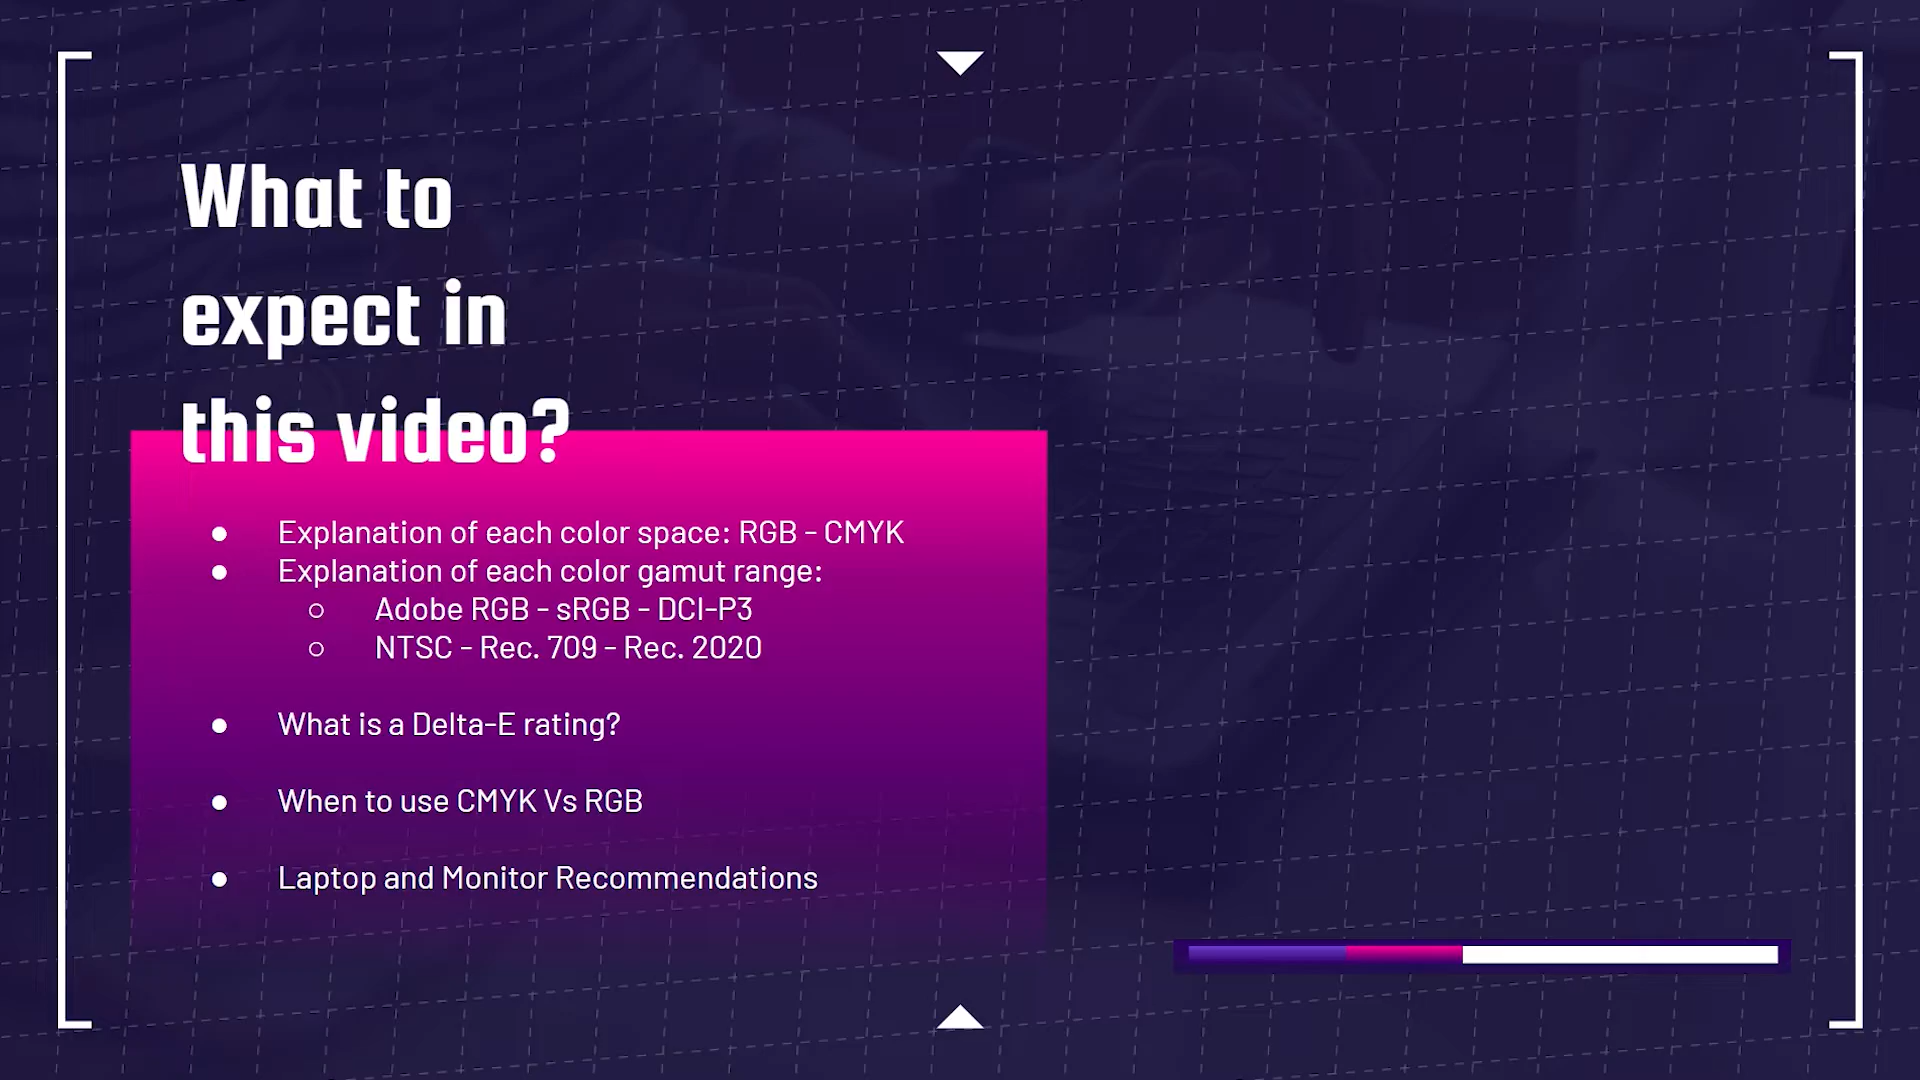 What to
expect in
this video?
● Explanation of each color space: RGB - CMYK
● Explanation of each color gamut range:
○ Adobe RGB - sRGB - DCI-P3
○ NTSC - Rec. 709 - Rec. 2020
● What is a Delta-E rating?
● When to use CMYK Vs RGB
● Laptop and Monitor Recommendations